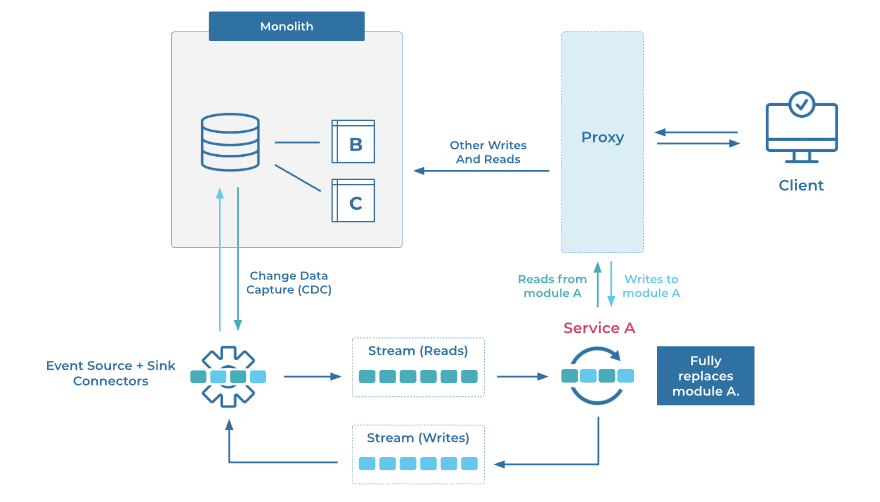 Monolith
B
C
Other Writes
And Reads
Proxy
Client
Change Data
Capture (CDC)
Reads from
module A
Writes to
module A
Service A
Event Source + Sink
Connectors
Stream (Reads)
Fully
replaces
module A.
Stream (Writes)